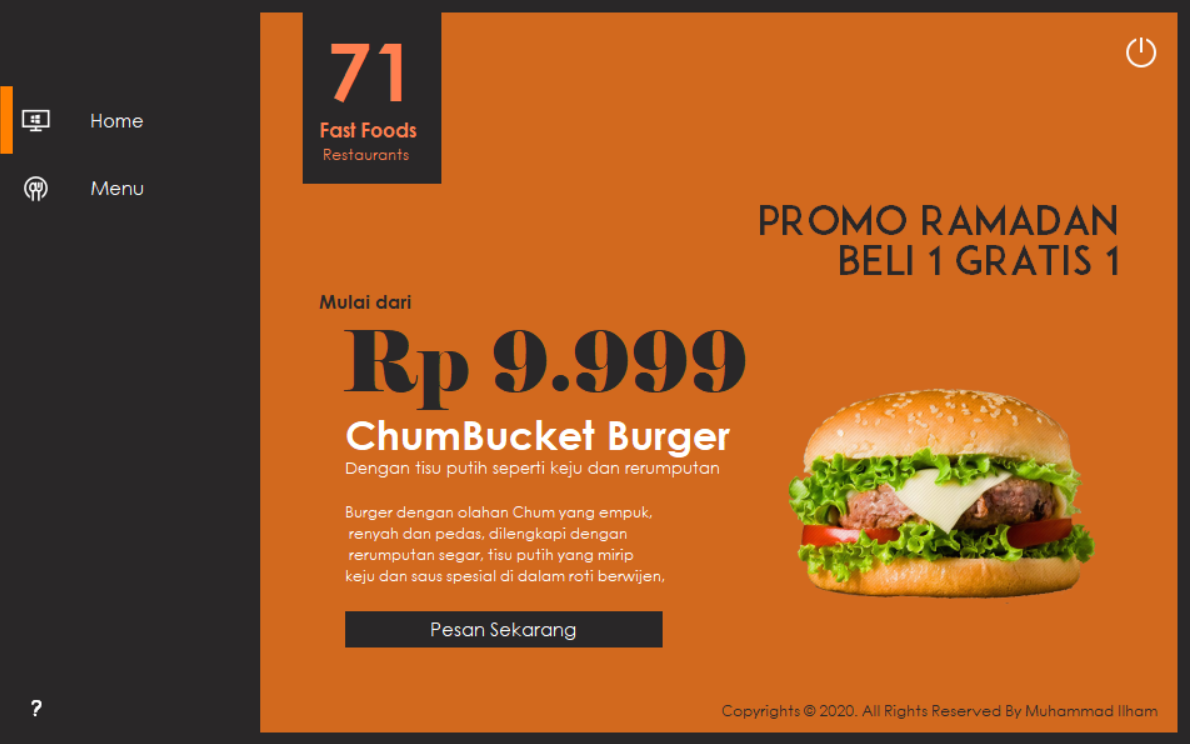 71
Fast Foods
Restaurants
Home
Menu
PROMO RAMADAN
BELI 1 GRATIS 1
Mulai dari
Rp 9.999
ChumBucket Burger
Dengan tisu putih seperti keju dan rerumputan
Burger dengan olahan Chum yang empuk,
renyah dan pedas, dilengkapi dengan
rerumputan segar, tisu putih yang mirip
keju dan saus spesial di dalam roti berwijen,
Pesan Sekarang
?
Copyrights © 2020. All Rights Reserved By Muhammad Ilham